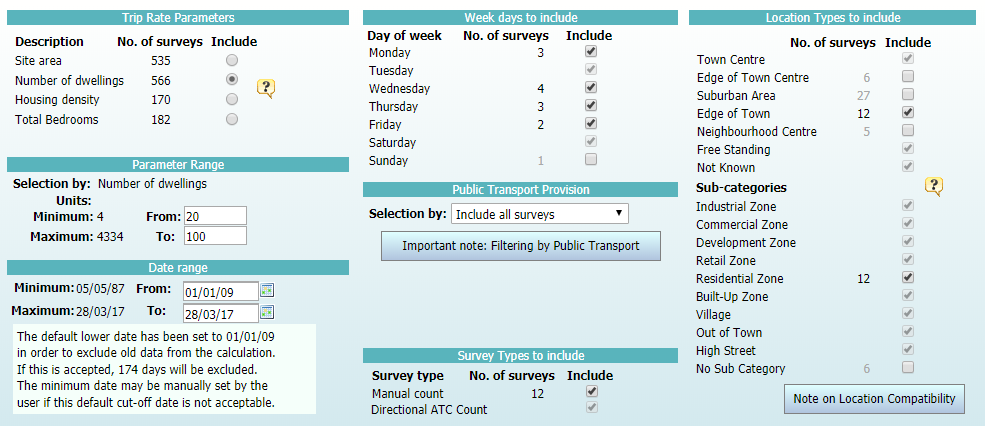 Trip Rate Parameters
Description No. of surveys Include
Site area 535
Number of dwellings 566
?
Housing density 170
Total Bedrooms 182
Parameter Range
Selection by: Number of dwellings
Units:
Minimum: 4 From: 20
Maximum: 4334 To: 100
Date range
Minimum: 05/05/87 From: 01/01/09
Maximum: 28/03/17 To: 28/03/17
The default lower date has been set to 01/01/09
in order to exclude old data from the calculation.
If this is accepted, 174 days will be excluded.
The minimum date may be manually set by the
user if this default cut-off date is not acceptable.
Week days to include
Day of week No. of surveys Include
Monday 3
Tuesday
Wednesday 4
Thursday 3
Friday 2
Saturday
Sunday 1
Public Transport Provision
Selection by: Include all surveys
Important note: Filtering by Public Transport
Survey Types to include
Survey type No. of surveys Include
Manual count 12
Directional ATC Count
Location Types to include
No. of surveys Include
Town Centre
Edge of Town Centre 6
Suburban Area 27
Edge of Town 12
Neighbourhood Centre 5
Free Standing
Not Known
Sub-categories
?
Industrial Zone
Commercial Zone
Development Zone
Retail Zone
Residential Zone 12
Built-Up Zone
Village
Out of Town
High Street
No Sub Category 6
Note on Location Compatibility